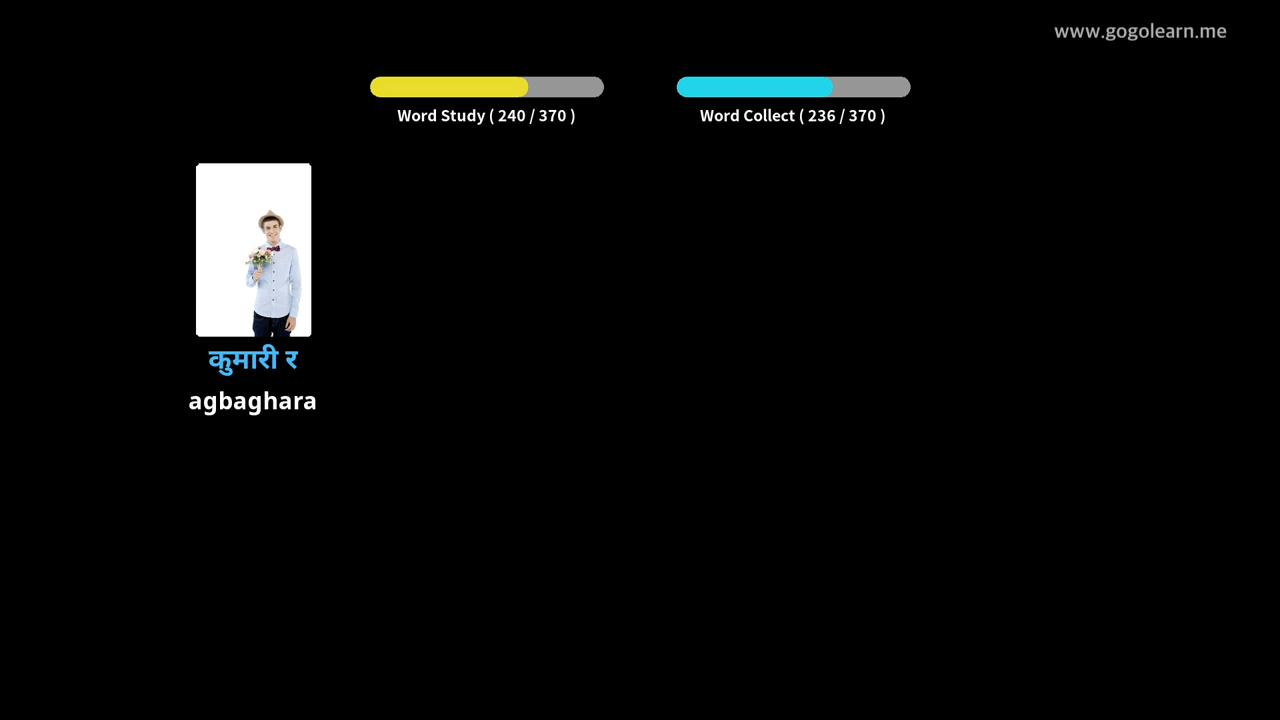 www.gogolearn.me
Word Study ( 240 / 370 )
Word Collect ( 236 / 370 )
कुमारी र
agbaghara